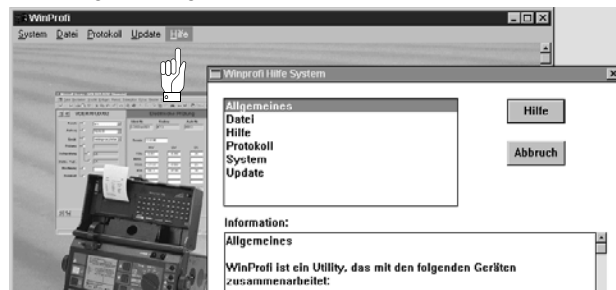 WinProfi
System Datei Protokoll Update Hilfe
Winprofi Hilfe System
Allgemeines
Datei
Hilfe
Protokoll
System
Update
Hilfe
Abbruch
Information:
Allgemeines
WinProfi ist ein Utility, das mit den folgenden Geräten
zusammenarbeitet: